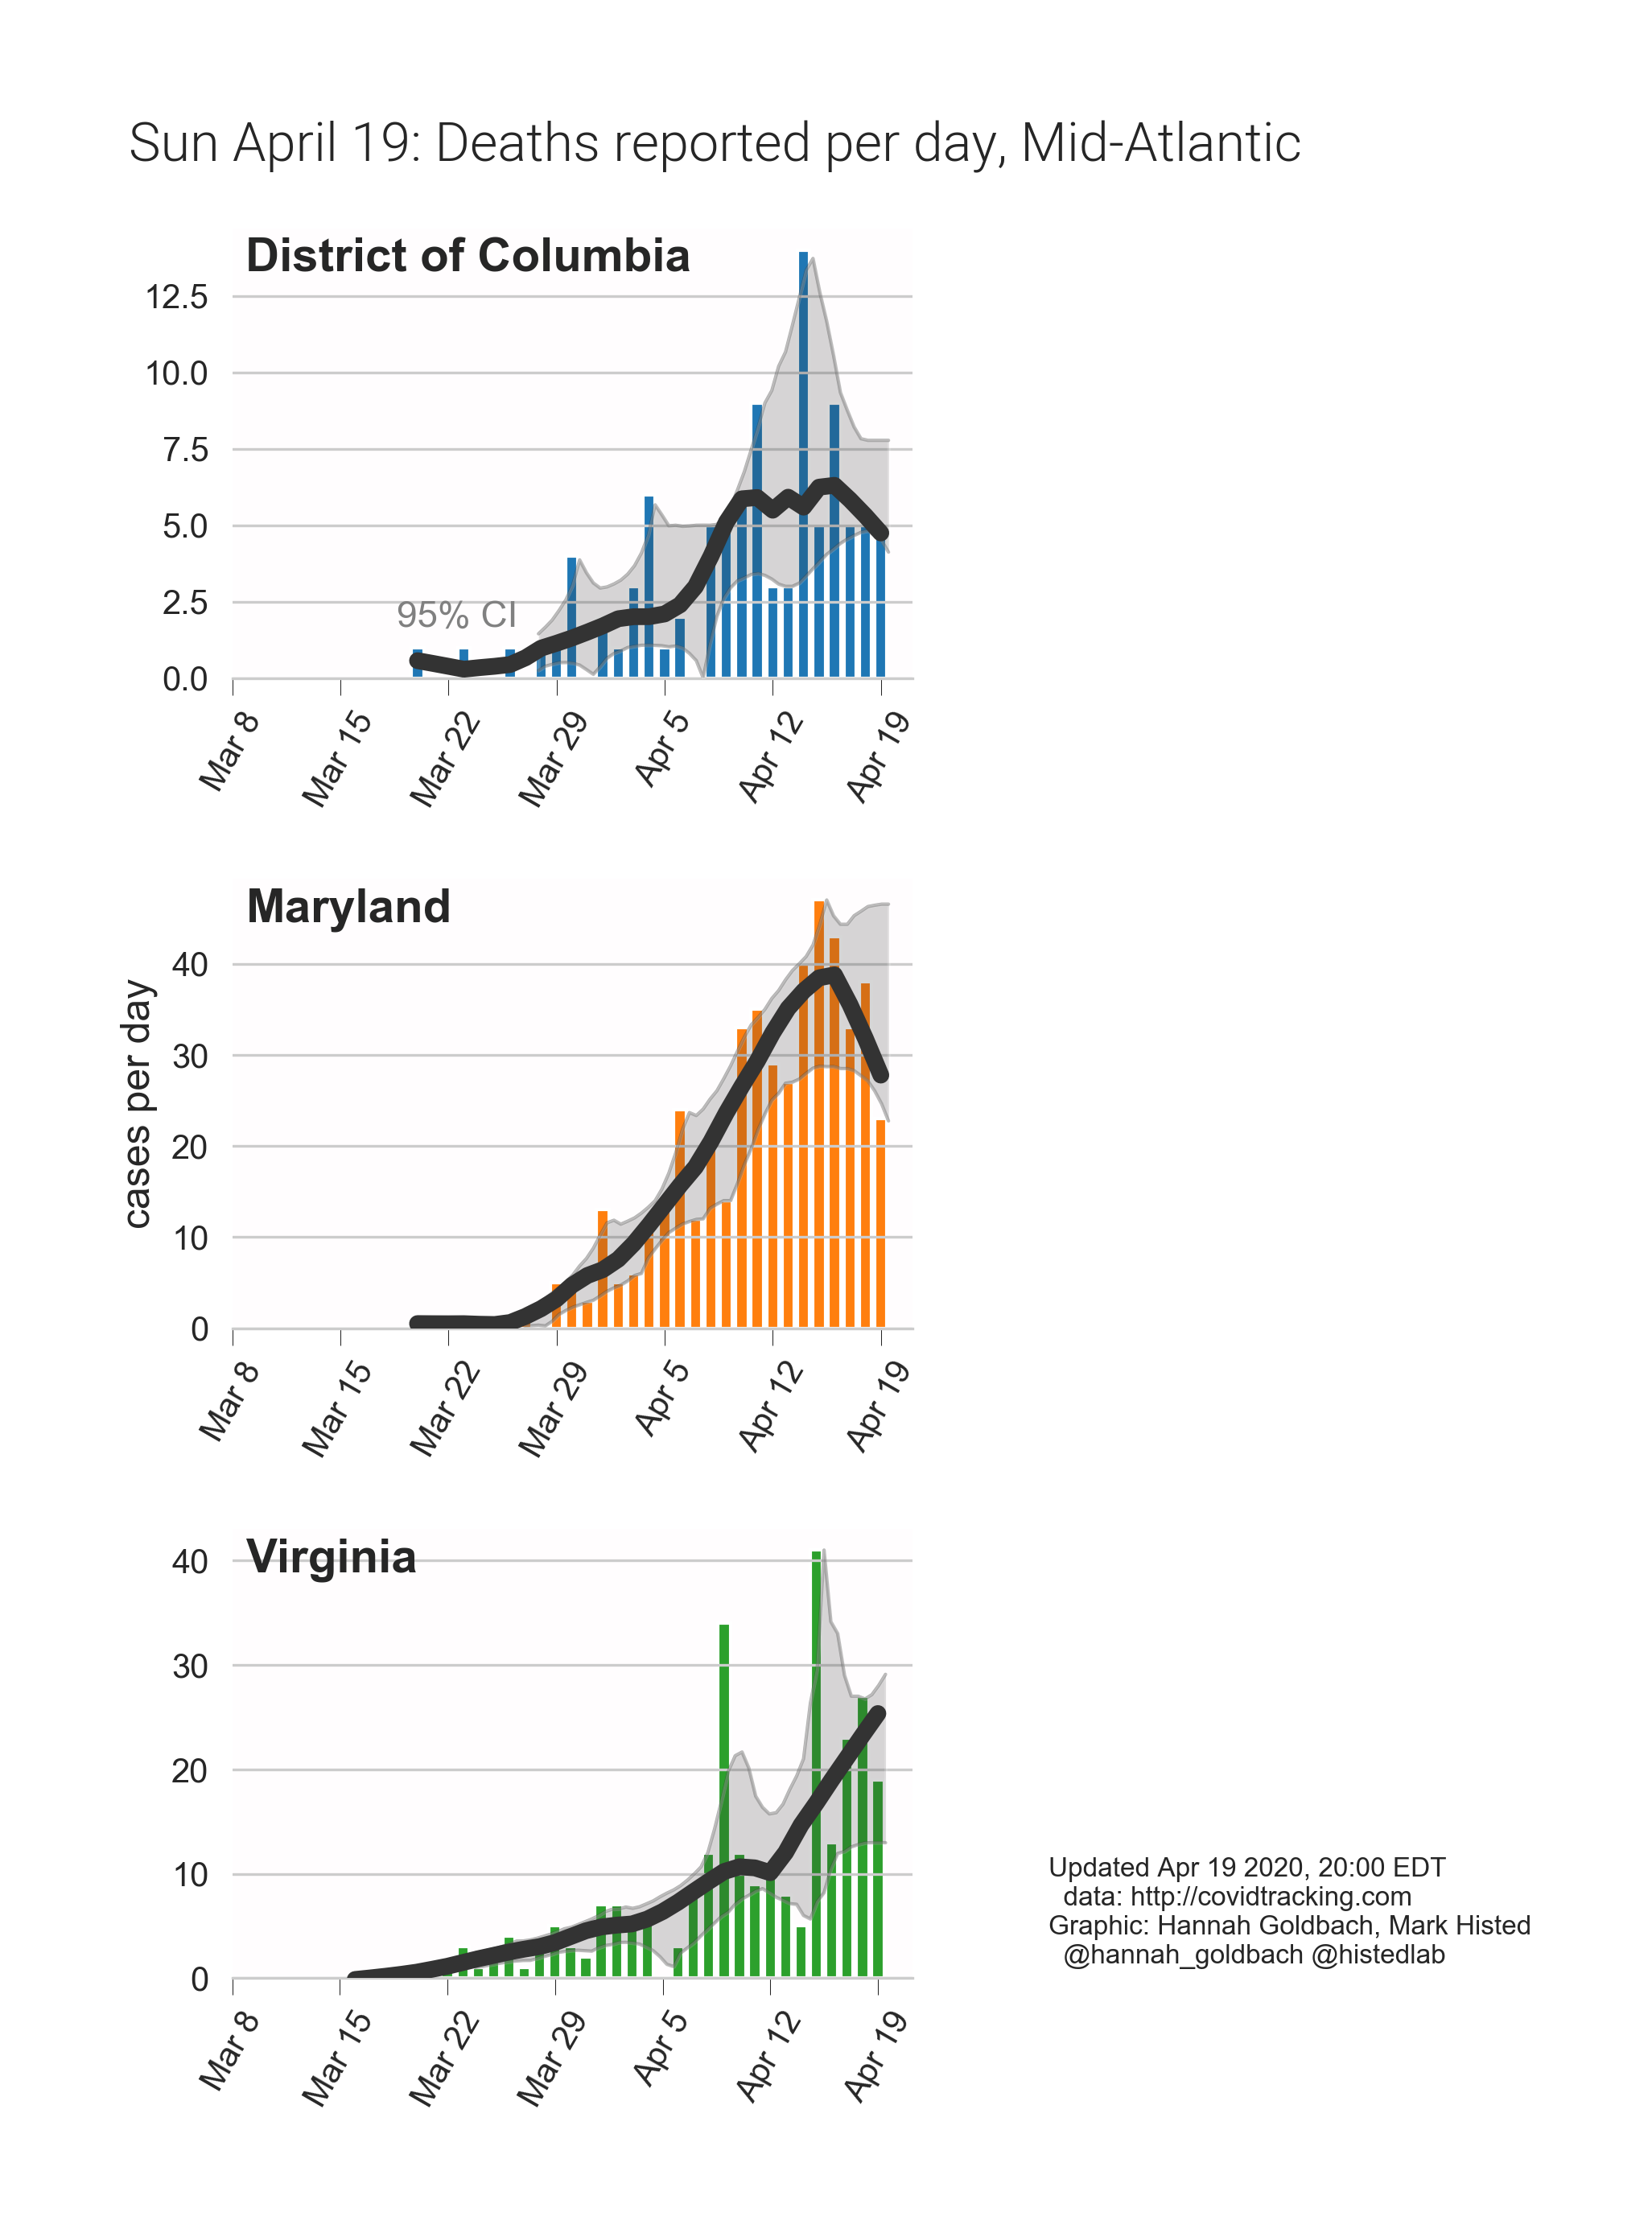 Sun April 19: Deaths reported per day, Mid-Atlantic
District of Columbia
12.5
10.0
7.5
5.0
2.5
0.0
95% CI
Mar 8
Mar 15
Mar 22
Mar 29
Apr 5
Apr 12
Apr 19
Maryland
cases per day
40
30
20
10
0
Mar 8
Mar 15
Mar 22
Mar 29
Apr 5
Apr 12
Apr 19
Virginia
40
30
20
10
0
Mar 8
Mar 15
Mar 22
Mar 29
Apr 5
Apr 12
Apr 19
Updated Apr 19 2020, 20:00 EDT
data: http://covidtracking.com
Graphic: Hannah Goldbach, Mark Histed
@hannah_goldbach @histedlab